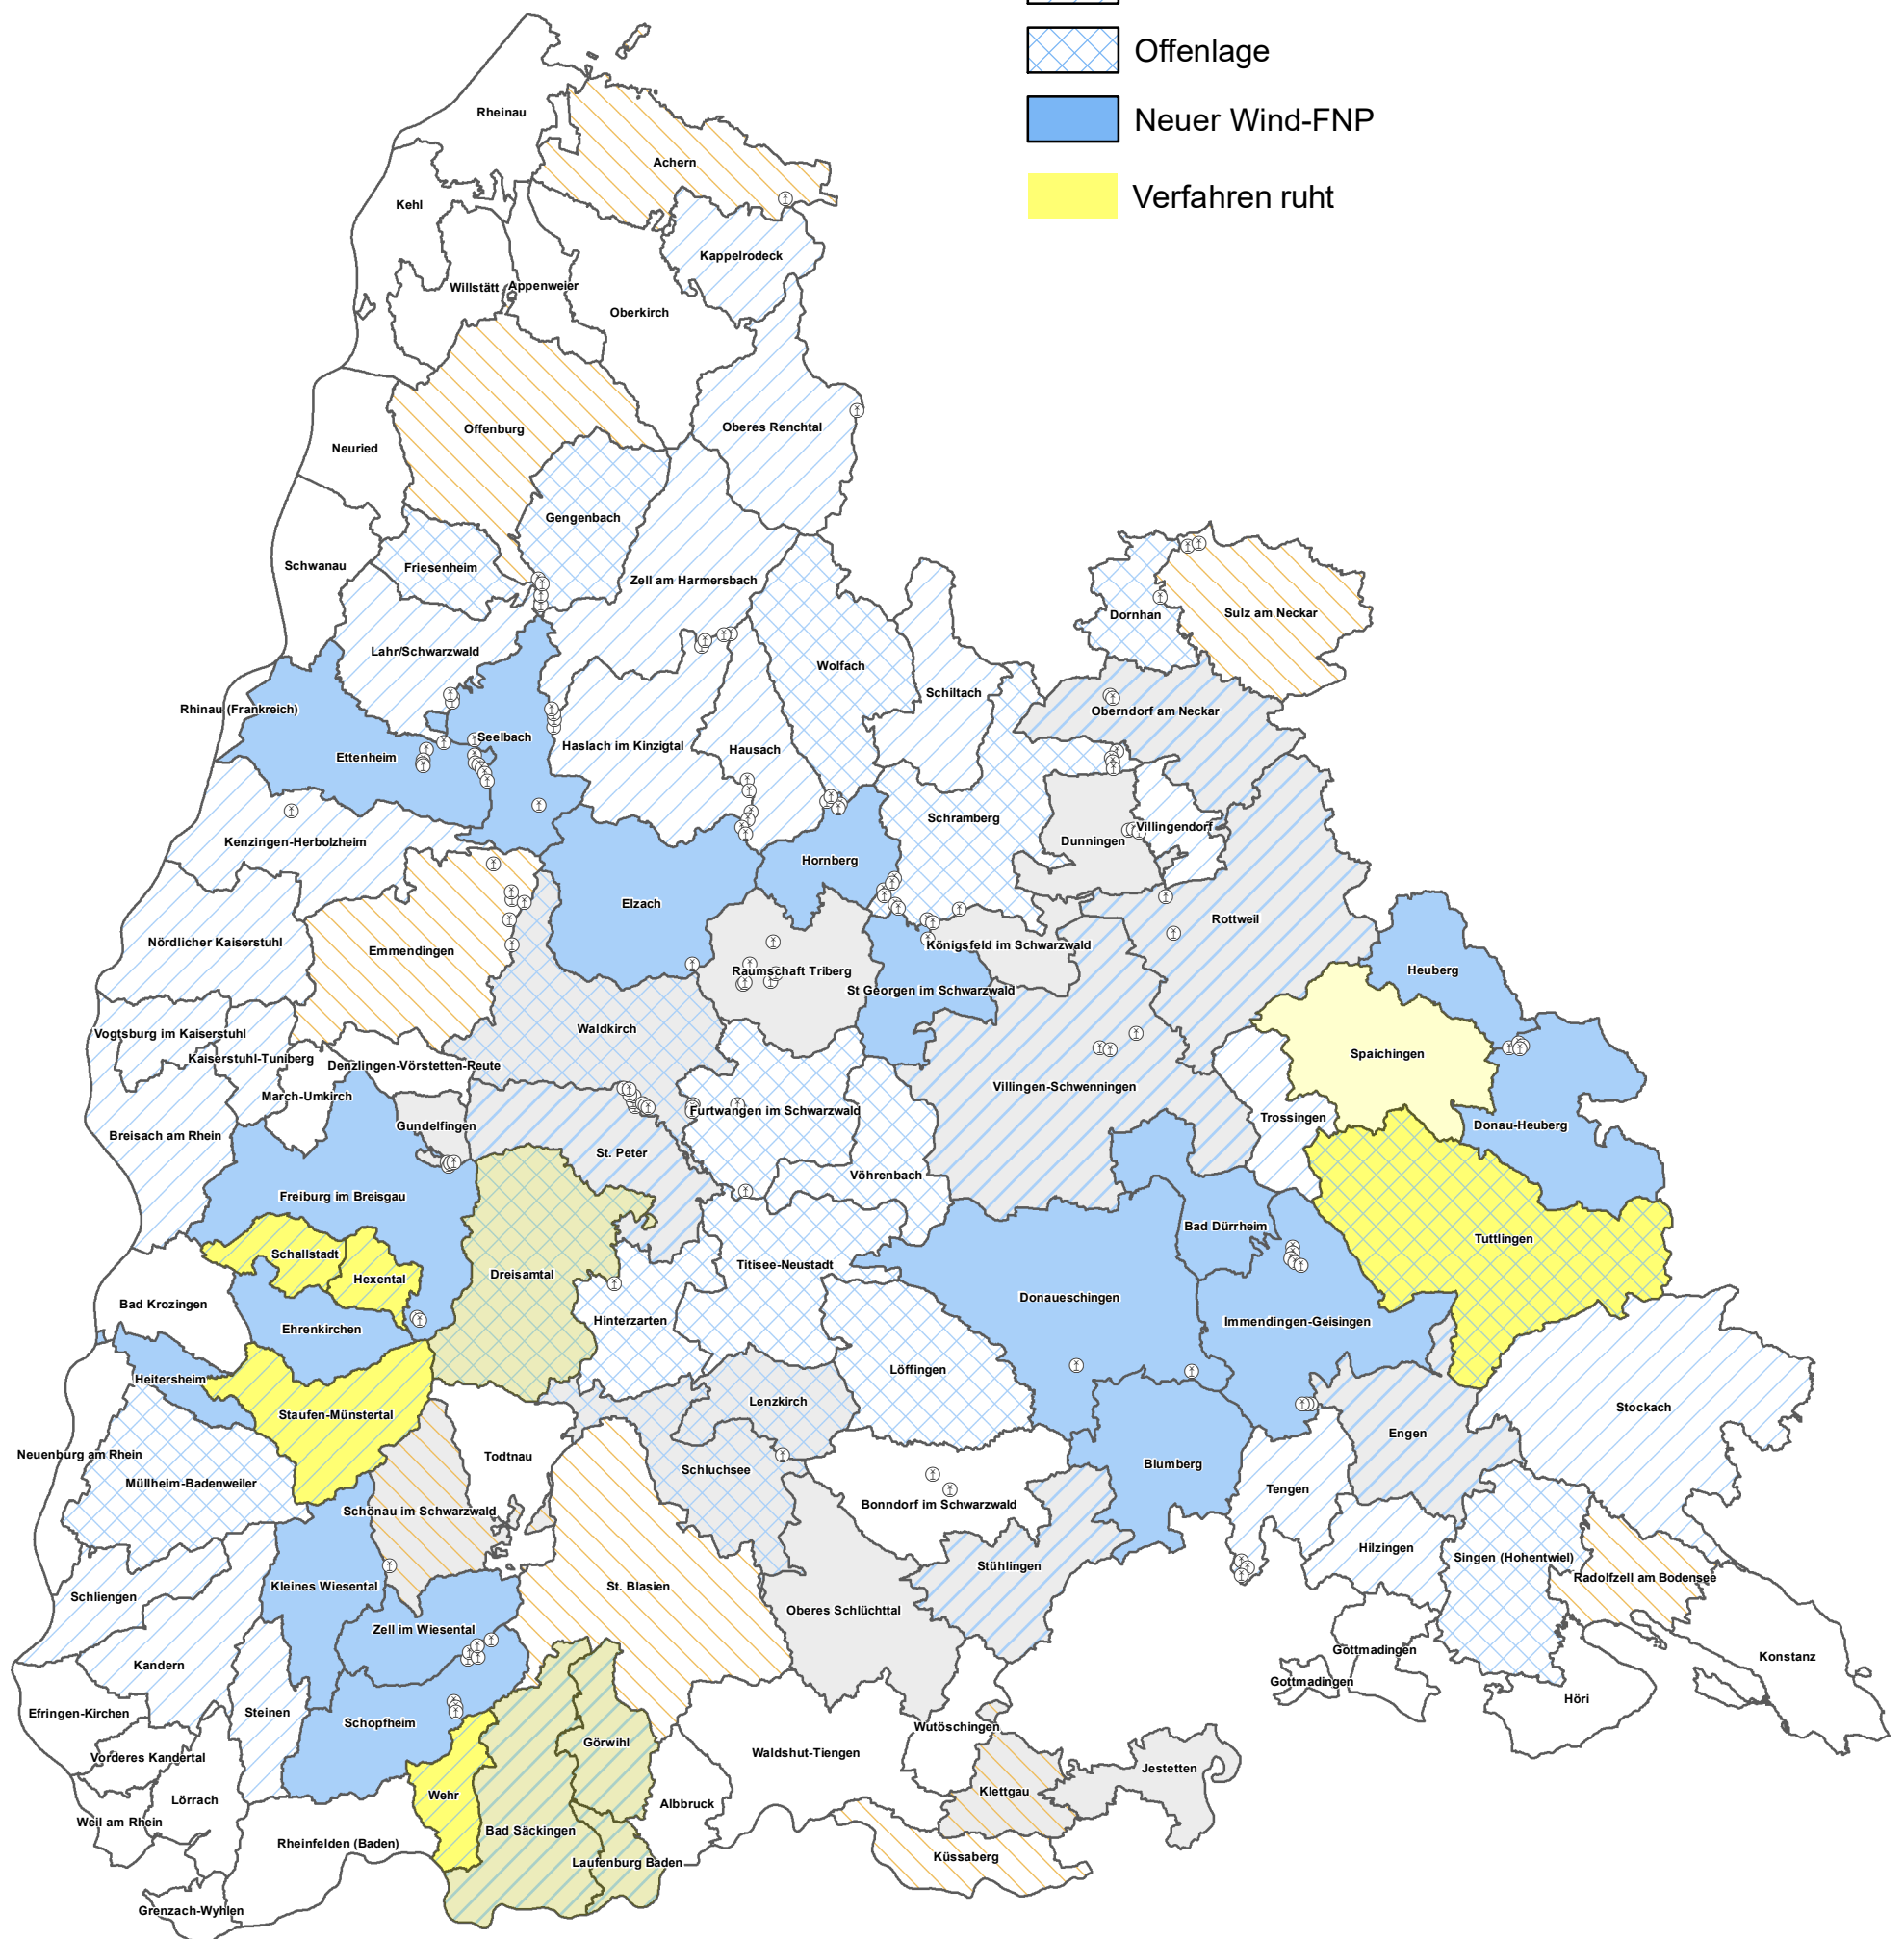 Offenlage
Neuer Wind-FNP
Verfahren ruht
Rheinau
Achern
Kehl
Kappelrodeck
Willstätt
Appenweier
Oberkirch
Offenburg
Oberes Renchtal
Neuried
Gengenbach
Schwanau
Friesenheim
Zell am Harmersbach
Dornhan
Sulz am Neckar
Lahr/Schwarzwald
Wolfach
Schiltach
Rhinau (Frankreich)
Oberndorf am Neckar
Seelbach
Haslach im Kinzigtal
Hausach
Ettenheim
Schramberg
Villingendorf
Kenzingen-Herbolzheim
Dunningen
Hornberg
Elzach
Rottweil
Nördlicher Kaiserstuhl
Emmendingen
Königsfeld im Schwarzwald
Raumschaft Triberg
Heuberg
St Georgen im Schwarzwald
Waldkirch
Vogtsburg im Kaiserstuhl
Kaiserstuhl-Tuniberg
Denzlingen-Vörstetten-Reute
Spaichingen
Villingen-Schwenningen
March-Umkirch
Furtwangen im Schwarzwald
Trossingen
Gundelfingen
Donau-Heuberg
Breisach am Rhein
St. Peter
Vöhrenbach
Freiburg im Breisgau
Bad Dürrheim
Tuttlingen
Schallstadt
Titisee-Neustadt
Hexental
Dreisamtal
Donaueschingen
Bad Krozingen
Hinterzarten
Immendingen-Geisingen
Ehrenkirchen
Löffingen
Heitersheim
Lenzkirch
Stockach
Staufen-Münstertal
Engen
Neuenburg am Rhein
Todtnau
Schluchsee
Blumberg
Müllheim-Badenweiler
Tengen
Schönau im Schwarzwald
Bonndorf im Schwarzwald
Hilzingen
Singen (Hohentwiel)
Stühlingen
Radolfzell am Bodensee
Kleines Wiesental
St. Blasien
Schliengen
Oberes Schlüchttal
Zell im Wiesental
Gottmadingen
Konstanz
Kandern
Gottmadingen
Höri
Efringen-Kirchen
Steinen
Schopfheim
Wutöschingen
Görwihl
Waldshut-Tiengen
Vorderes Kandertal
Jestetten
Klettgau
Wehr
Lörrach
Albbruck
Weil am Rhein
Bad Säckingen
Rheinfelden (Baden)
Küssaberg
Laufenburg Baden
Grenzach-Wyhlen